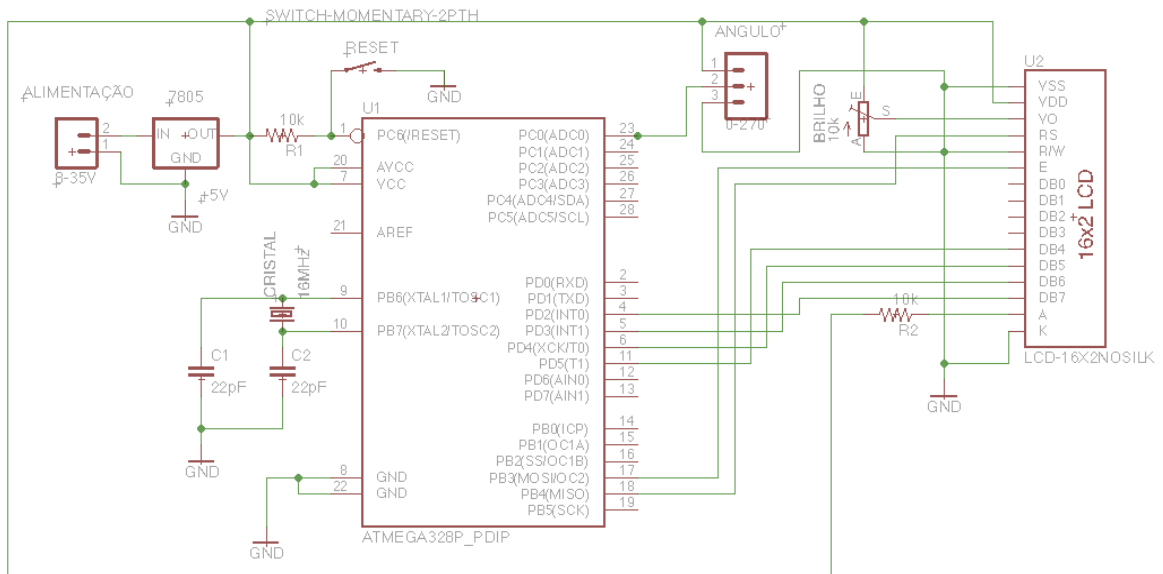 SWITCH-MOMENTARY-2PTH
RESET
GND
ALIMENTAÇÃO
2
1
8-35V
7805
IN
OUT
GND
+5V
GND
10k
R1
U1
1
PC6(/RESET)
20
AVCC
7
VCC
21
AREF
9
PB6(XTAL1/TOSC1)
10
PB7(XTAL2/TOSC2)
8
GND
22
GND
PC0(ADC0)
23
PC1(ADC1)
24
PC2(ADC2)
25
PC3(ADC3)
26
PC4(ADC4/SDA)
27
PC5(ADC5/SCL)
28
PD0(RXD)
2
PD1(TXD)
3
PD2(INT0)
4
PD3(INT1)
5
PD4(XCK/T0)
6
PD5(T1)
11
PD6(AIN0)
12
PD7(AIN1)
13
PB0(ICP)
14
PB1(OC1A)
15
PB2(SS/OC1B)
16
PB3(MOSI/OC2)
17
PB4(MISO)
18
PB5(SCK)
19
ATMEGA328P_PDIP
CRISTAL
16MHz
C1
22pF
C2
22pF
GND
GND
ANGULO
1
2
3
0-270°
BRILHO
10k
E
S
A
U2
VSS
VDD
VO
RS
R/W
E
DB0
DB1
DB2
DB3
DB4
DB5
DB6
DB7
A
K
16x2 LCD
LCD-16X2NOSILK
10k
R2
GND